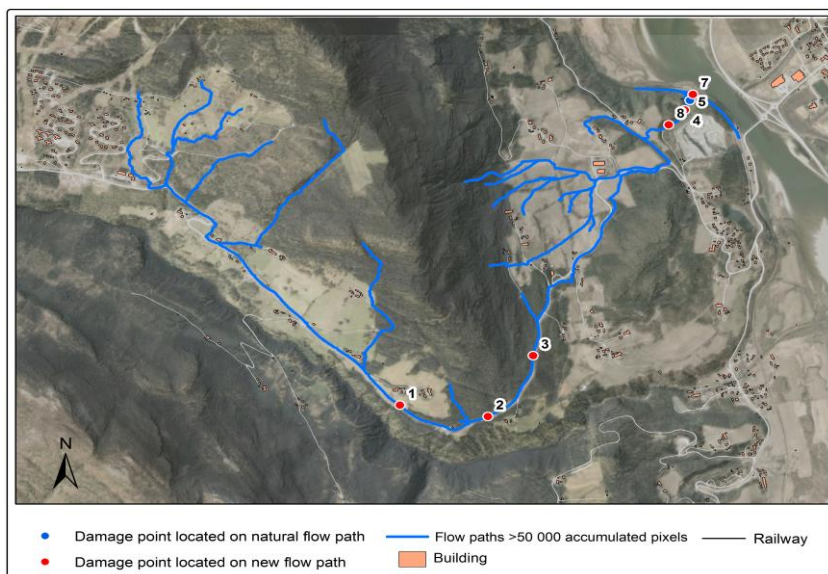 7
5
8
4
3
1
2
N
Damage point located on natural flow path
Flow paths >50 000 accumulated pixels
Railway
Damage point located on new flow path
Building